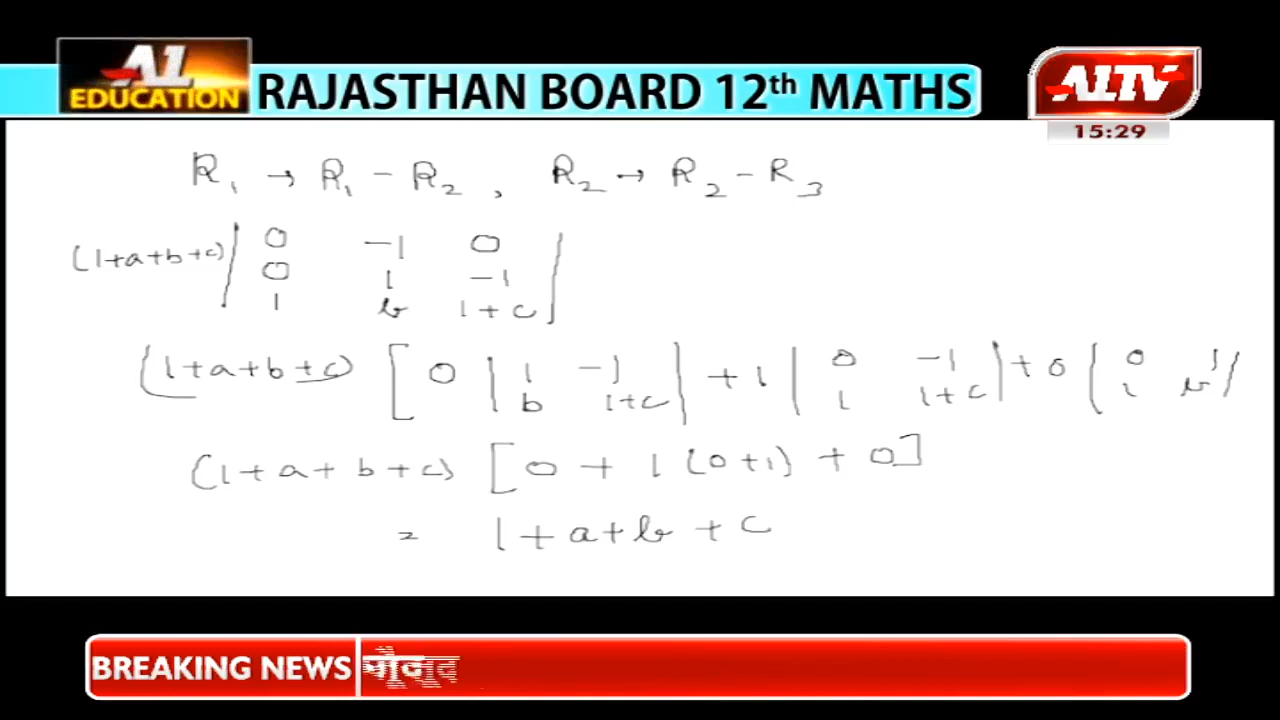 A1
EDUCATION
RAJASTHAN BOARD 12th MATHS
A1TV
15:29
R₁ → R₁ − R₂ , R₂ → R₂ − R₃
(1+a+b+c) | 0 −1 0 |
| 0 1 −1 |
| 1 b 1+c |
(1+a+b+c) [ 0 | 1 −1 | + 1 | 0 −1 | + 0 | 0 1 |
| b 1+c | | 1 1+c | | 1 b |
(1+a+b+c) [ 0 + 1 (0+1) + 0 ]
= 1+a+b+c
BREAKING NEWS